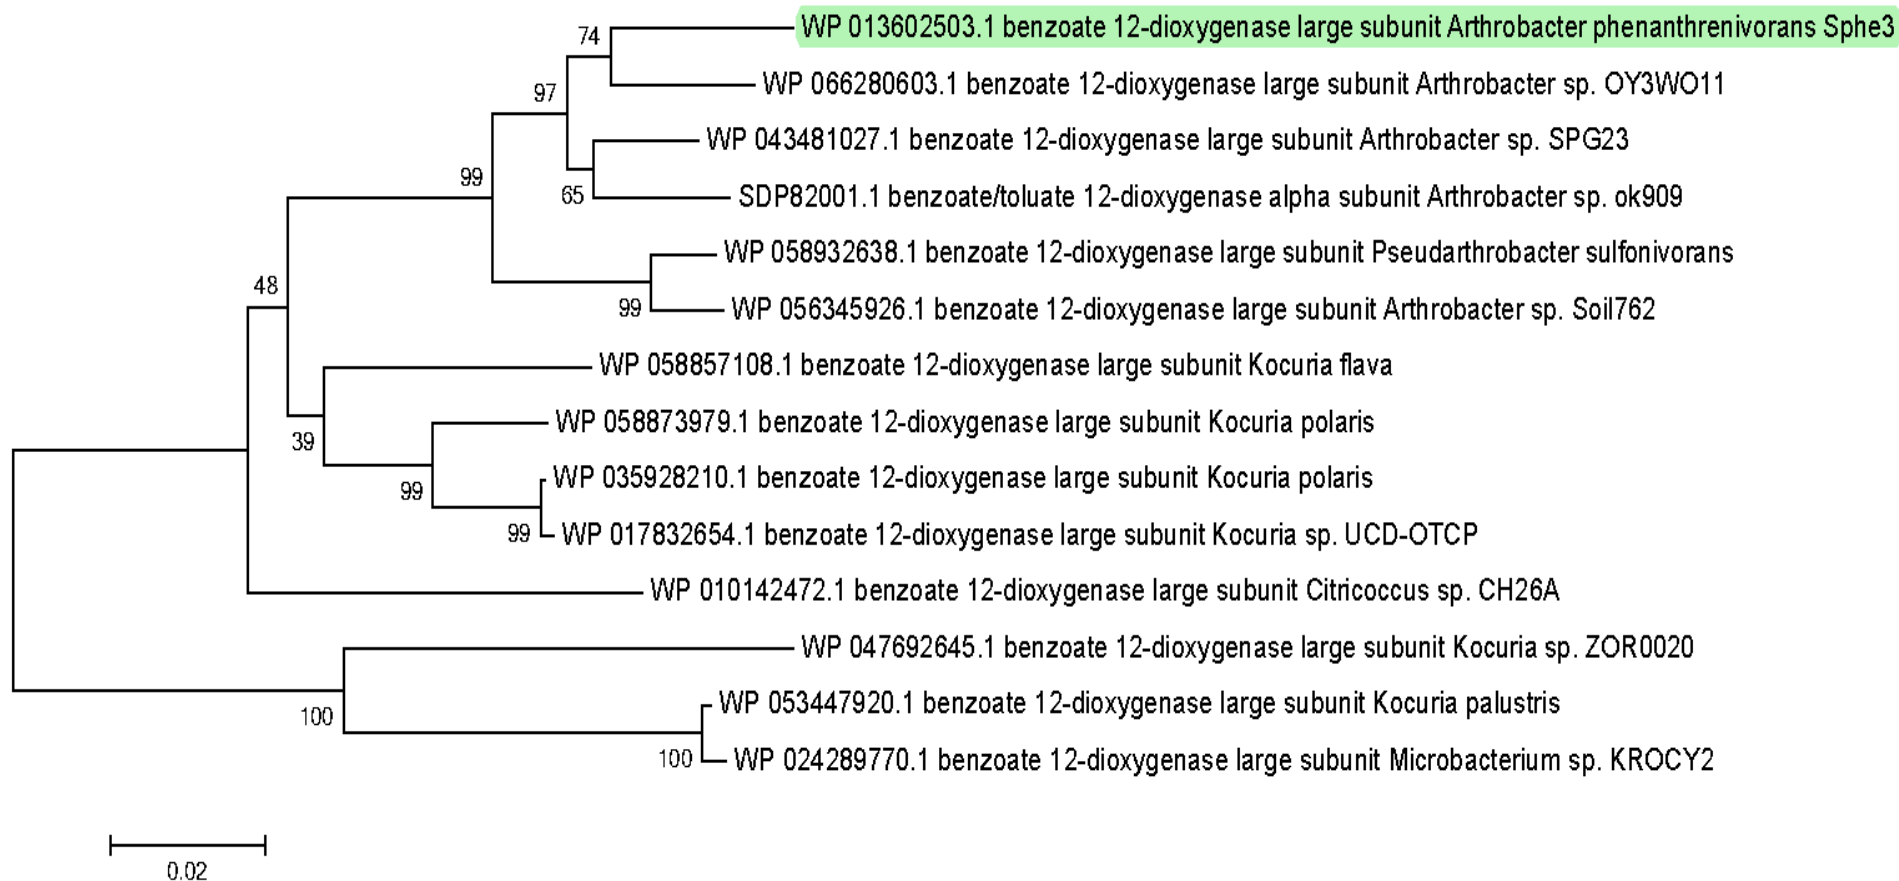 WP 013602503.1 benzoate 12-dioxygenase large subunit Arthrobacter phenanthrenivorans Sphe3
74
WP 066280603.1 benzoate 12-dioxygenase large subunit Arthrobacter sp. OY3WO11
97
WP 043481027.1 benzoate 12-dioxygenase large subunit Arthrobacter sp. SPG23
99
65
SDP82001.1 benzoate/toluate 12-dioxygenase alpha subunit Arthrobacter sp. ok909
WP 058932638.1 benzoate 12-dioxygenase large subunit Pseudarthrobacter sulfonivorans
48
99
WP 056345926.1 benzoate 12-dioxygenase large subunit Arthrobacter sp. Soil762
WP 058857108.1 benzoate 12-dioxygenase large subunit Kocuria flava
WP 058873979.1 benzoate 12-dioxygenase large subunit Kocuria polaris
39
WP 035928210.1 benzoate 12-dioxygenase large subunit Kocuria polaris
99
99
WP 017832654.1 benzoate 12-dioxygenase large subunit Kocuria sp. UCD-OTCP
WP 010142472.1 benzoate 12-dioxygenase large subunit Citricoccus sp. CH26A
WP 047692645.1 benzoate 12-dioxygenase large subunit Kocuria sp. ZOR0020
100
WP 053447920.1 benzoate 12-dioxygenase large subunit Kocuria palustris
100
WP 024289770.1 benzoate 12-dioxygenase large subunit Microbacterium sp. KROCY2
0.02